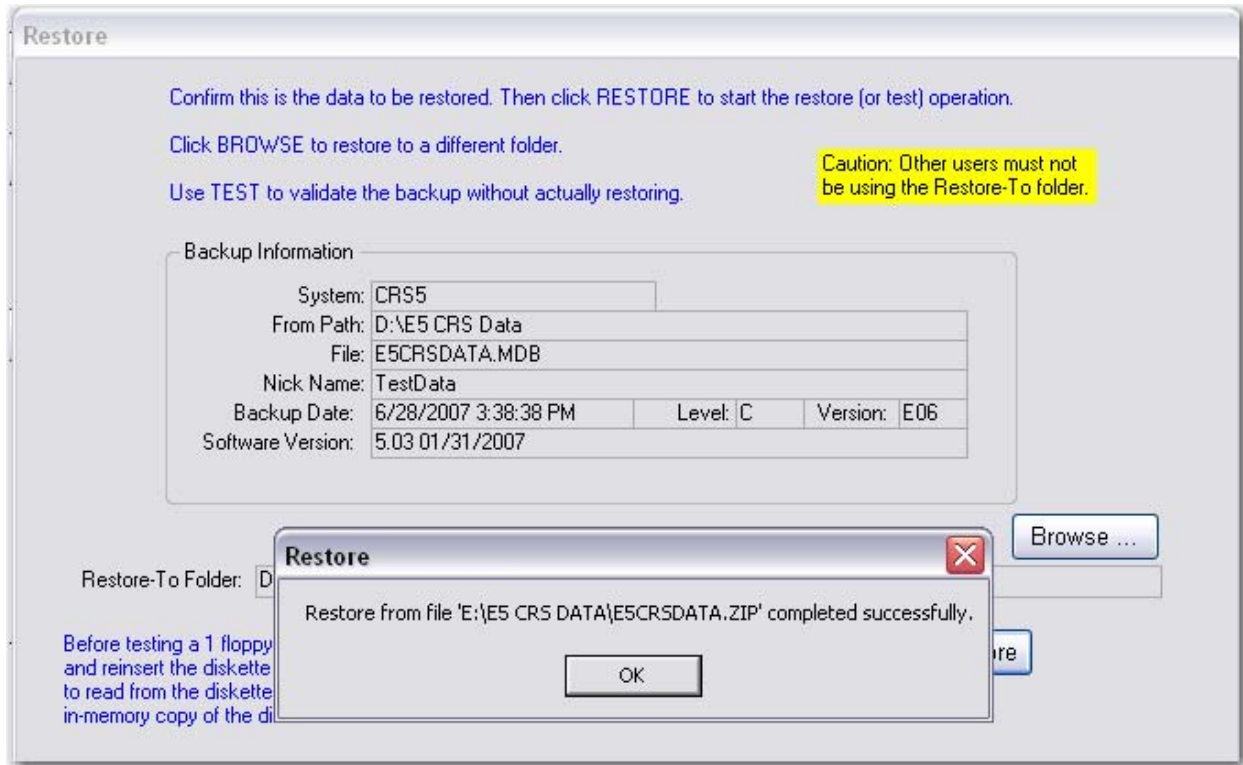 Restore
Confirm this is the data to be restored. Then click RESTORE to start the restore (or test) operation.
Click BROWSE to restore to a different folder.
Use TEST to validate the backup without actually restoring.
Caution: Other users must not
be using the Restore-To folder.
Backup Information
System: CRS5
From Path: D:\E5 CRS Data
File: E5CRSDATA.MDB
Nick Name: TestData
Backup Date: 6/28/2007 3:38:38 PM Level: C Version: E06
Software Version: 5.03 01/31/2007
Browse ...
Restore-To Folder: D
Restore
Restore from file 'E:\E5 CRS DATA\E5CRSDATA.ZIP' completed successfully.
OK
Before testing a 1 floppy
and reinsert the diskette
to read from the diskette
in-memory copy of the